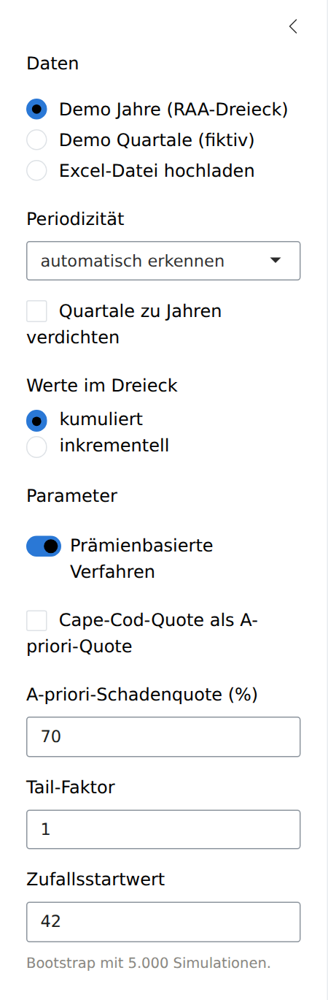 Daten
Demo Jahre (RAA-Dreieck)
Demo Quartale (fiktiv)
Excel-Datei hochladen
Periodizität
automatisch erkennen
Quartale zu Jahren
verdichten
Werte im Dreieck
kumuliert
inkrementell
Parameter
Prämienbasierte
Verfahren
Cape-Cod-Quote als A-
priori-Quote
A-priori-Schadenquote (%)
70
Tail-Faktor
1
Zufallsstartwert
42
Bootstrap mit 5.000 Simulationen.